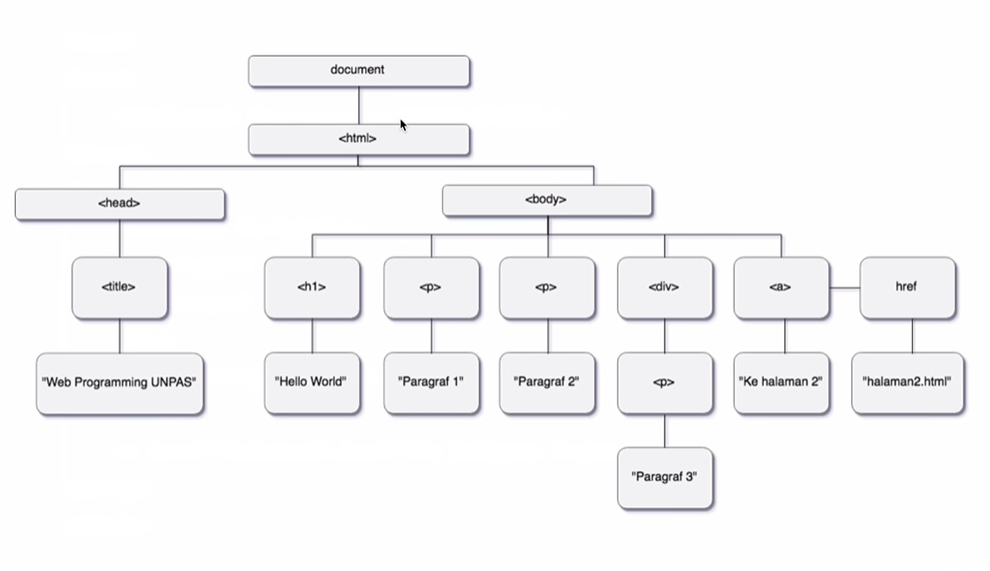 document
<html>
<head>
<body>
<title>
<h1>
<p>
<p>
<div>
<a>
href
"Web Programming UNPAS"
"Hello World"
"Paragraf 1"
"Paragraf 2"
<p>
"Ke halaman 2"
"halaman2.html"
"Paragraf 3"